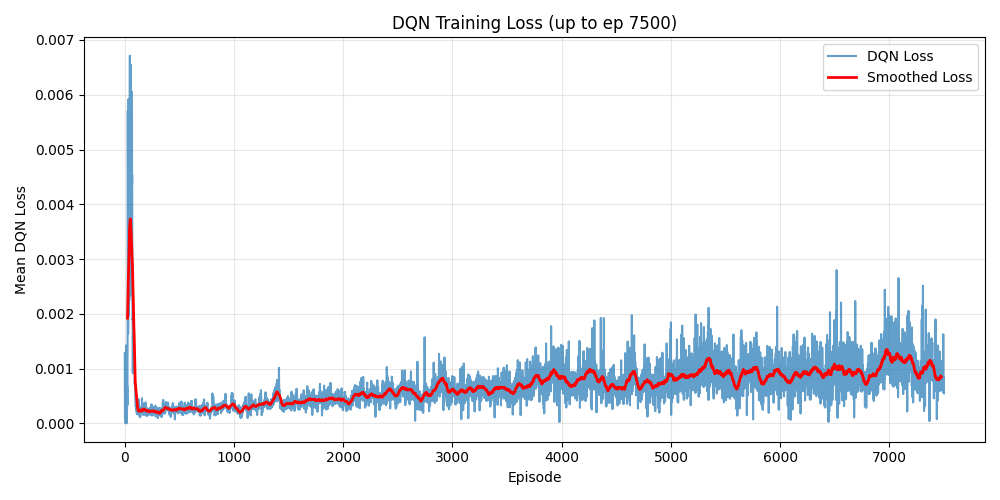 DQN Training Loss (up to ep 7500)
0.007
DQN Loss
Smoothed Loss
0.006
0.005
0.004
0.003
0.002
0.001
0.000
Mean DQN Loss
0 1000 2000 3000 4000 5000 6000 7000
Episode